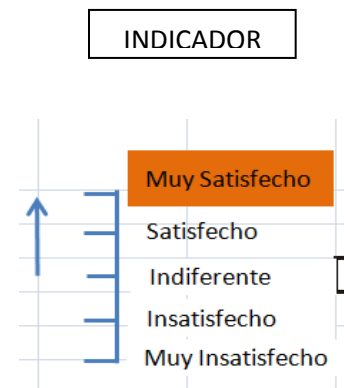 INDICADOR
Muy Satisfecho
Satisfecho
Indiferente
Insatisfecho
Muy Insatisfecho